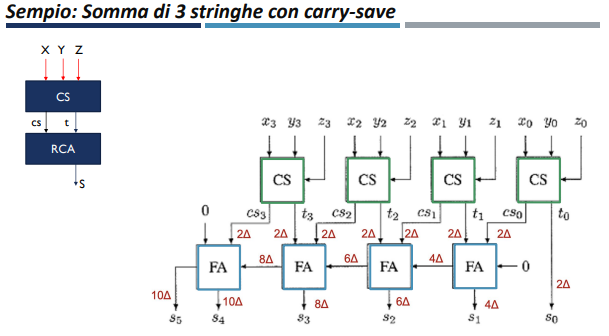 Sempio: Somma di 3 stringhe con carry-save
X Y Z
CS
cs t
RCA
S
x₃ y₃ z₃ x₂ y₂ z₂ x₁ y₁ z₁ x₀ y₀ z₀
CS CS CS CS
0 cs₃ t₃ cs₂ t₂ cs₁ t₁ cs₀ t₀
2Δ 2Δ 2Δ 2Δ 2Δ 2Δ 2Δ
FA 8Δ FA 6Δ FA 4Δ FA 0
2Δ
10Δ 10Δ 8Δ 6Δ 4Δ
s₅ s₄ s₃ s₂ s₁ s₀